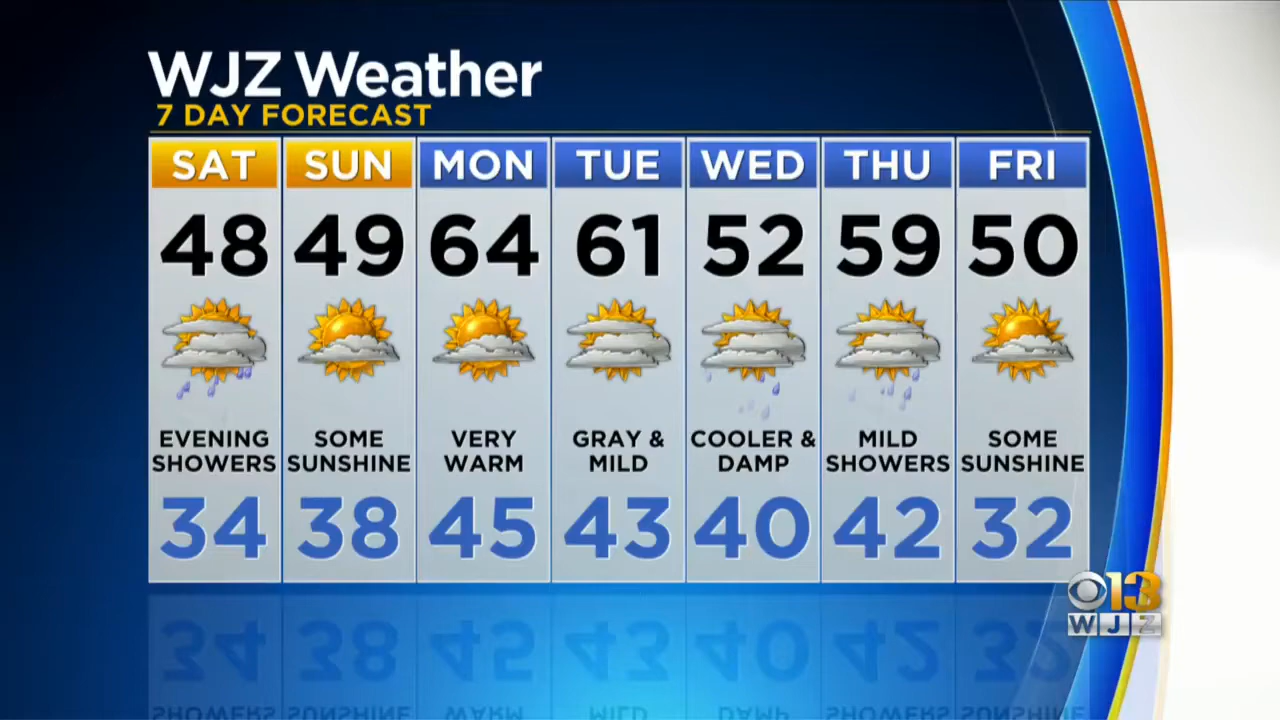 WJZ Weather
7 DAY FORECAST
SAT SUN MON TUE WED THU FRI
48 49 64 61 52 59 50
EVENING SHOWERS
SOME SUNSHINE
VERY WARM
GRAY & MILD
COOLER & DAMP
MILD SHOWERS
SOME SUNSHINE
34 38 45 43 40 42 32
13
WJZ